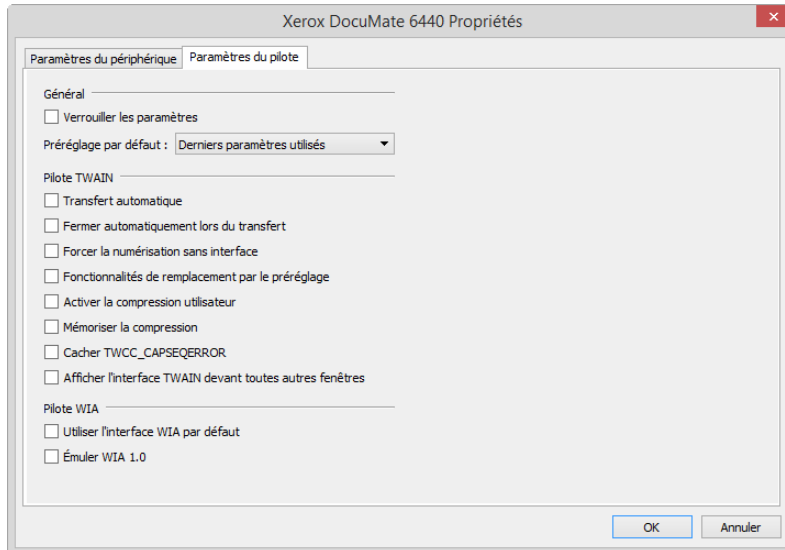 Xerox DocuMate 6440 Propriétés
Paramètres du périphérique Paramètres du pilote
Général
Verrouiller les paramètres
Préréglage par défaut : Derniers paramètres utilisés
Pilote TWAIN
Transfert automatique
Fermer automatiquement lors du transfert
Forcer la numérisation sans interface
Fonctionnalités de remplacement par le préréglage
Activer la compression utilisateur
Mémoriser la compression
Cacher TWCC_CAPSEQERROR
Afficher l'interface TWAIN devant toutes autres fenêtres
Pilote WIA
Utiliser l'interface WIA par défaut
Émuler WIA 1.0
OK Annuler